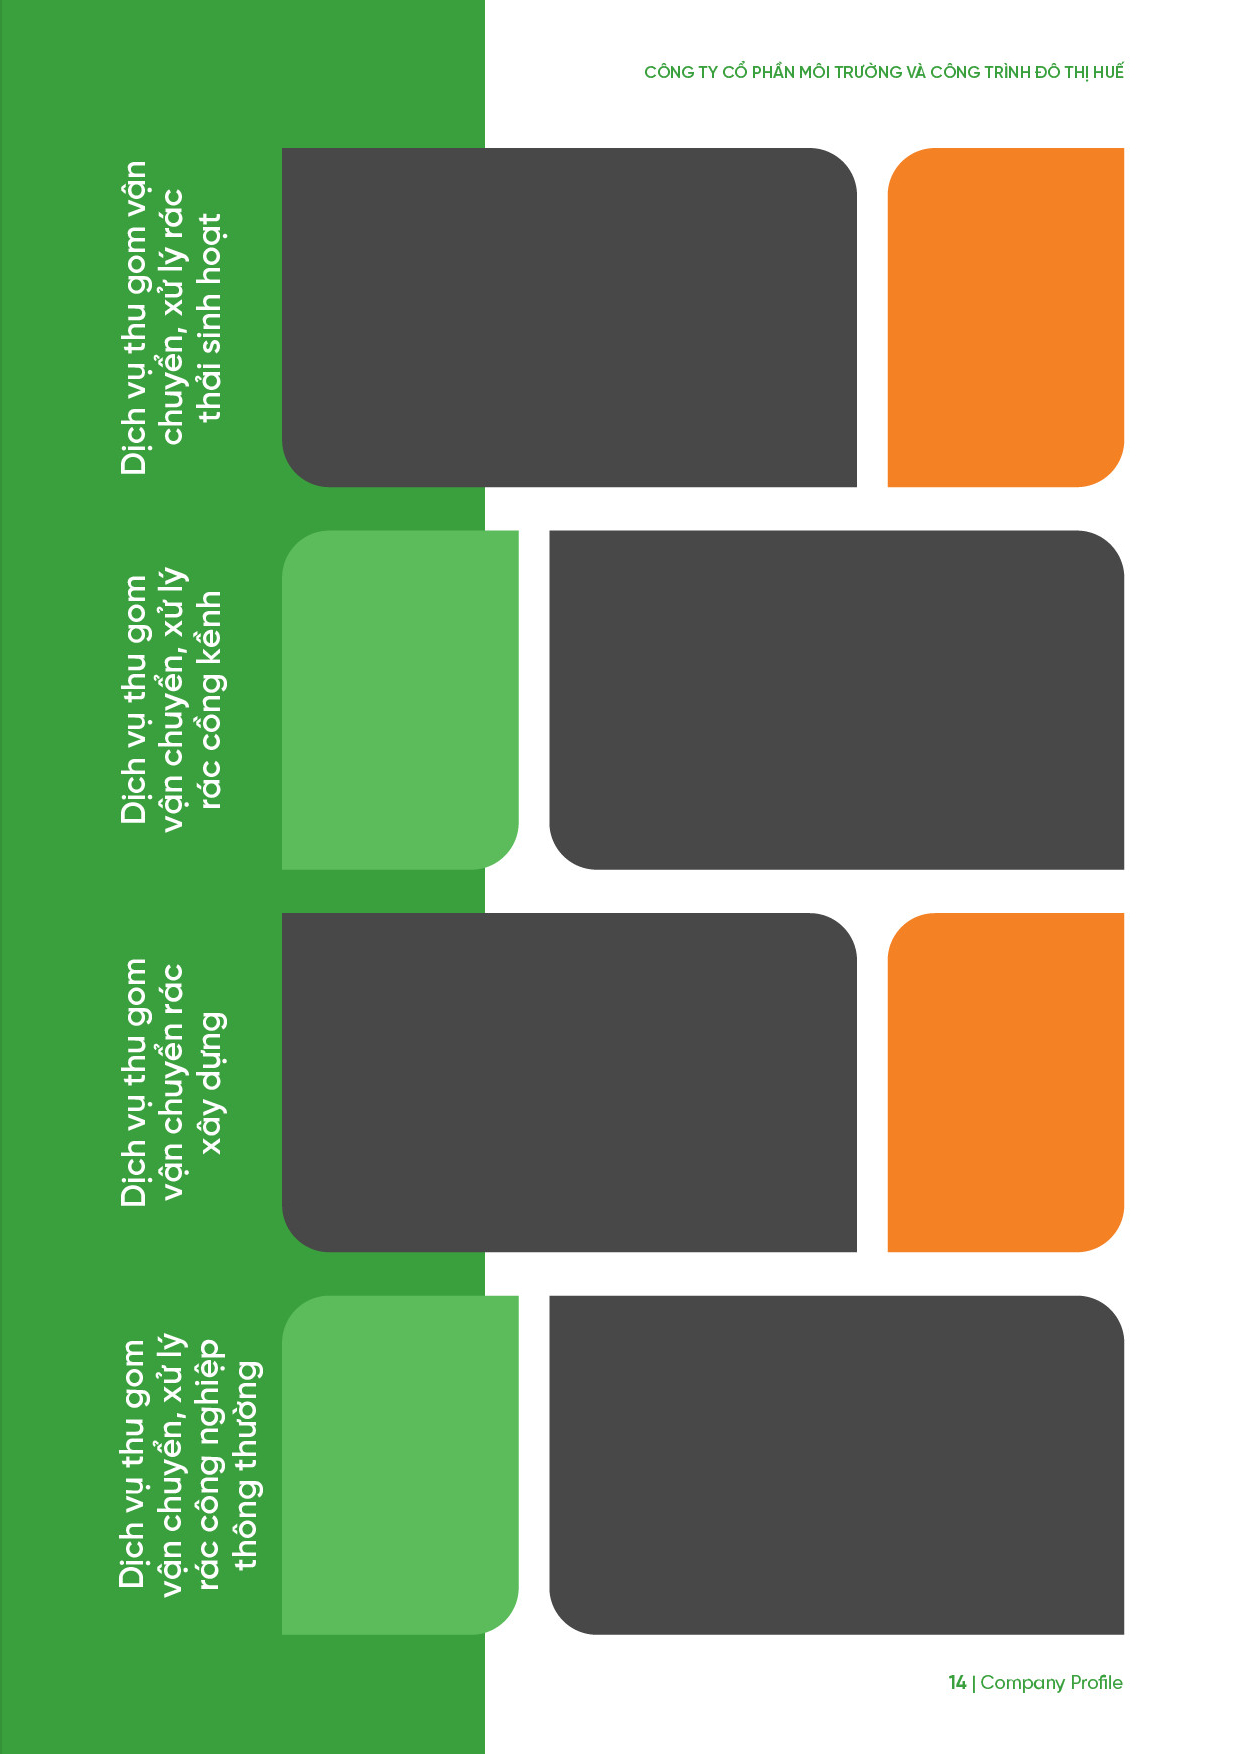 CÔNG TY CỔ PHẦN MÔI TRƯỜNG VÀ CÔNG TRÌNH ĐÔ THỊ HUẾ
Dịch vụ thu gom vận
chuyển, xử lý rác
thải sinh hoạt
Dịch vụ thu gom
vận chuyển, xử lý
rác cồng kềnh
Dịch vụ thu gom
vận chuyển rác
xây dựng
Dịch vụ thu gom
vận chuyển, xử lý
rác công nghiệp
thông thường
14 | Company Profile